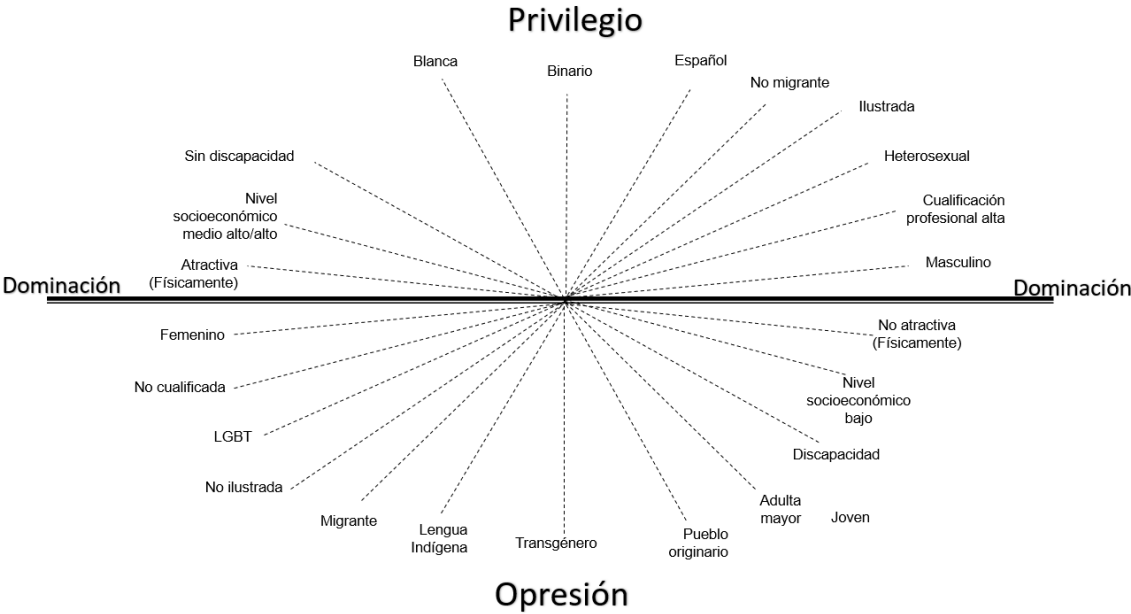 Privilegio
Blanca
Binario
Español
No migrante
Ilustrada
Sin discapacidad
Heterosexual
Nivel
socioeconómico
medio alto/alto
Cualificación
profesional alta
Atractiva
(Físicamente)
Masculino
Dominación
Dominación
Femenino
No atractiva
(Físicamente)
No cualificada
Nivel
socioeconómico
bajo
LGBT
Discapacidad
No ilustrada
Adulta
mayor
Joven
Migrante
Lengua
Indígena
Transgénero
Pueblo
originario
Opresión